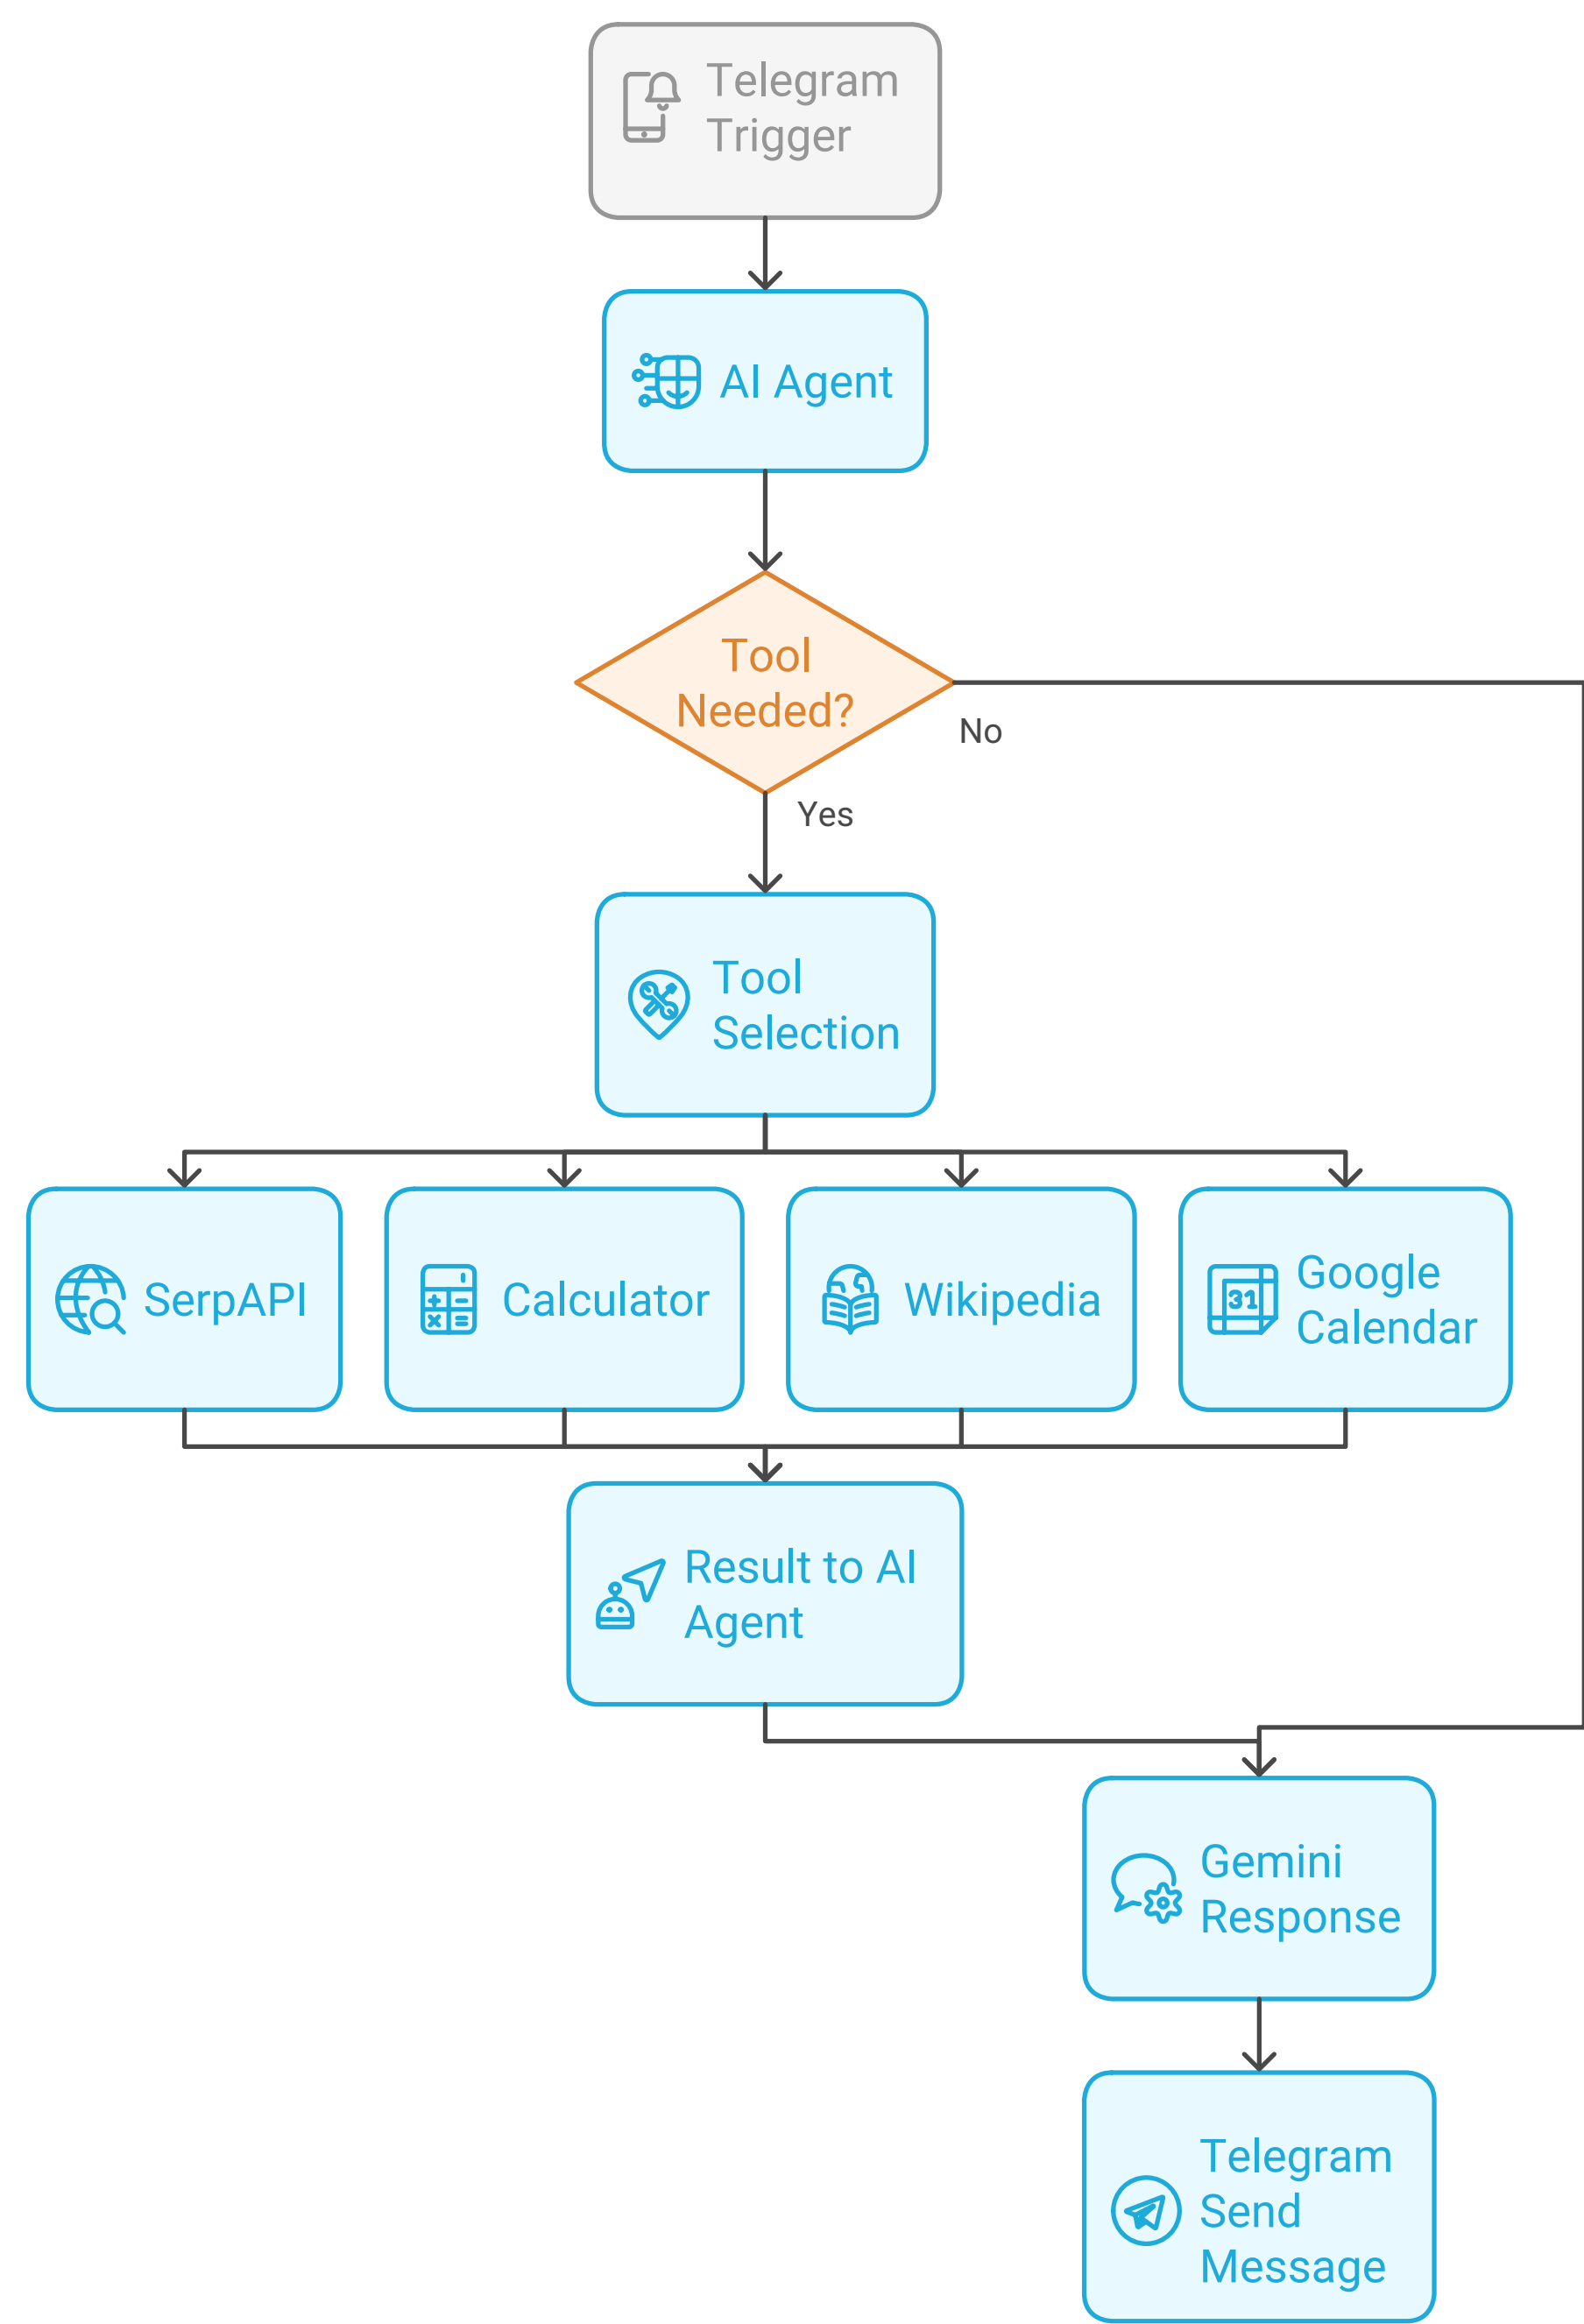 Telegram
Trigger
AI Agent
Tool
Needed?
No
Yes
Tool
Selection
SerpAPI
Calculator
Wikipedia
Google
Calendar
31
Result to AI
Agent
Gemini
Response
Telegram
Send
Message